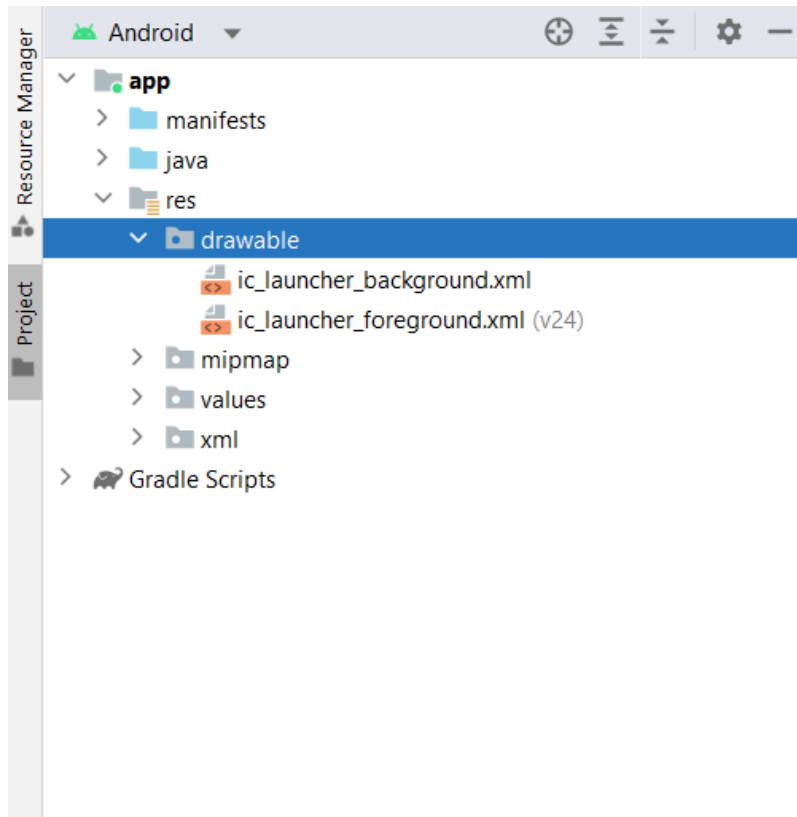 Android
app
manifests
java
res
drawable
ic_launcher_background.xml
ic_launcher_foreground.xml (v24)
mipmap
values
xml
Gradle Scripts
Resource Manager
Project